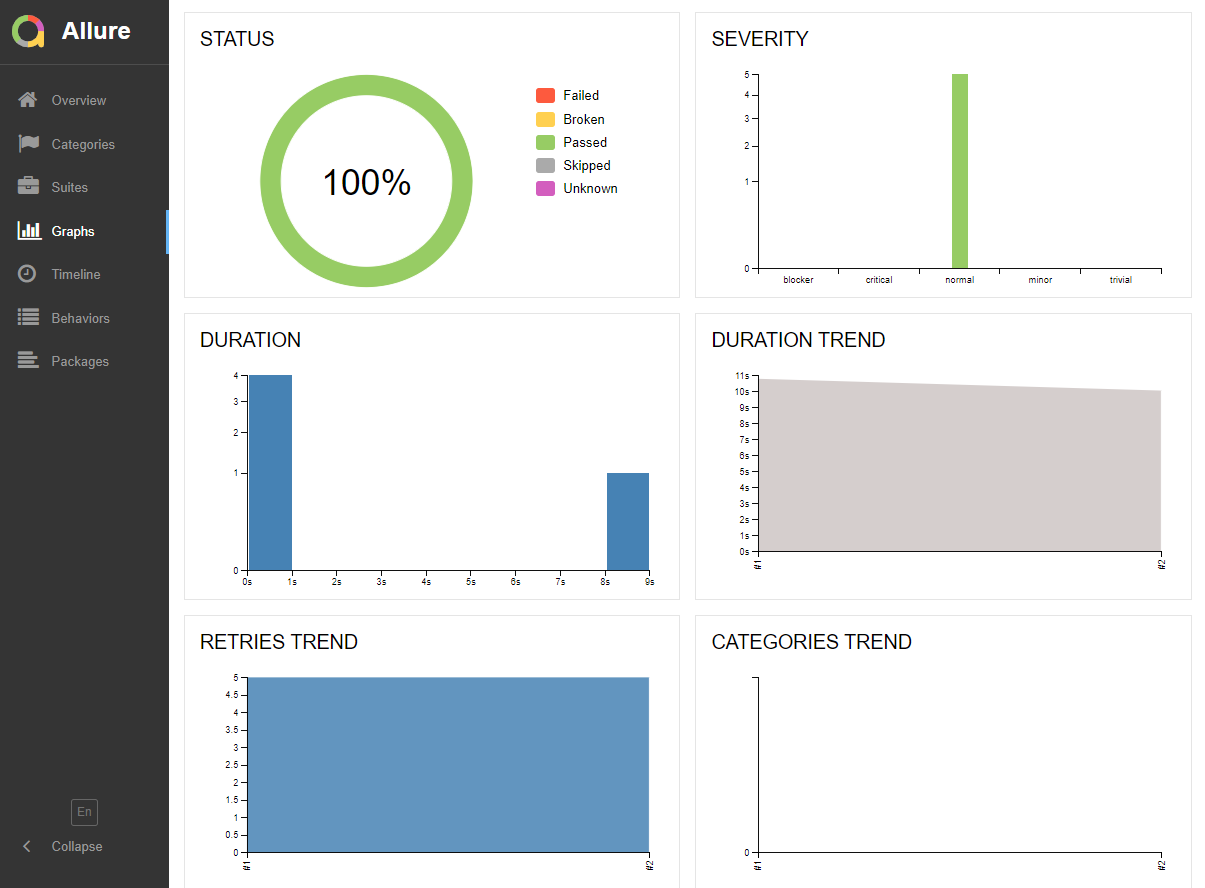 Allure
Overview
Categories
Suites
Graphs
Timeline
Behaviors
Packages
En
Collapse
STATUS
100%
Failed
Broken
Passed
Skipped
Unknown
SEVERITY
5
4
3
2
1
0
blocker critical normal minor trivial
DURATION
4
3
2
1
0
0s 1s 2s 3s 4s 5s 6s 7s 8s 9s
DURATION TREND
11s
10s
9s
8s
7s
6s
5s
4s
3s
2s
1s
0s
#1 #2
RETRIES TREND
5
4.5
4
3.5
3
2.5
2
1.5
1
0.5
0
#1 #2
CATEGORIES TREND
0
#1 #2